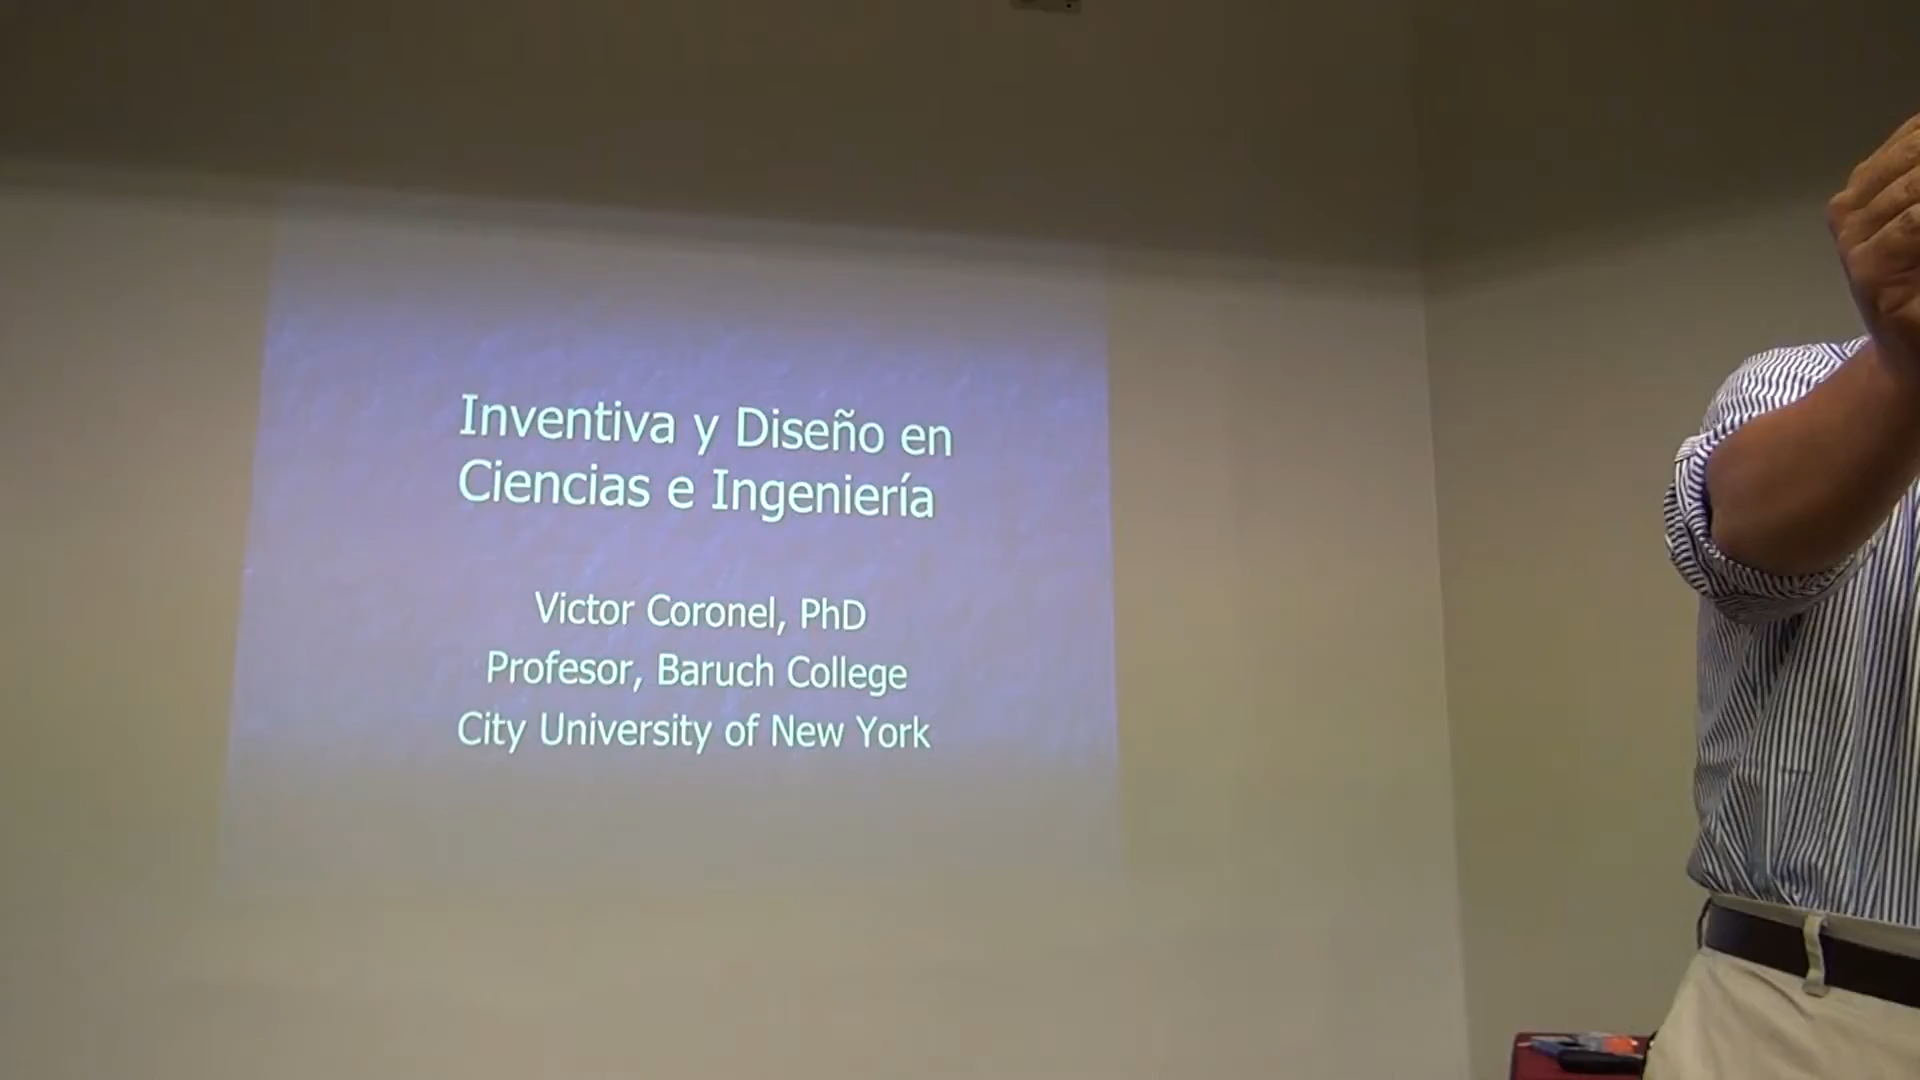 Inventiva y Diseño en
Ciencias e Ingeniería
Victor Coronel, PhD
Profesor, Baruch College
City University of New York